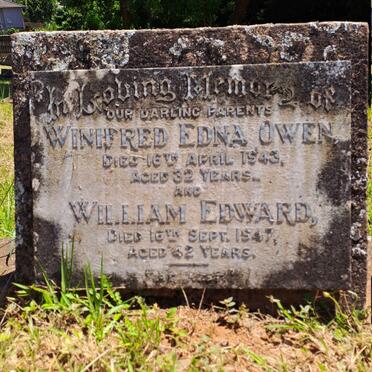 In Loving Memory of
OUR DARLING PARENTS
WINIFRED EDNA OWEN
DIED 16TH APRIL 1943,
AGED 32 YEARS.
AND
WILLIAM EDWARD,
DIED 16TH SEPT. 1947,
AGED 42 YEARS.